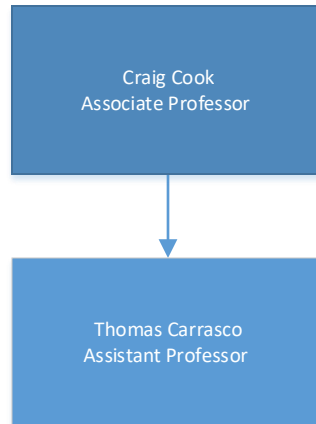 Craig Cook
Associate Professor
Thomas Carrasco
Assistant Professor